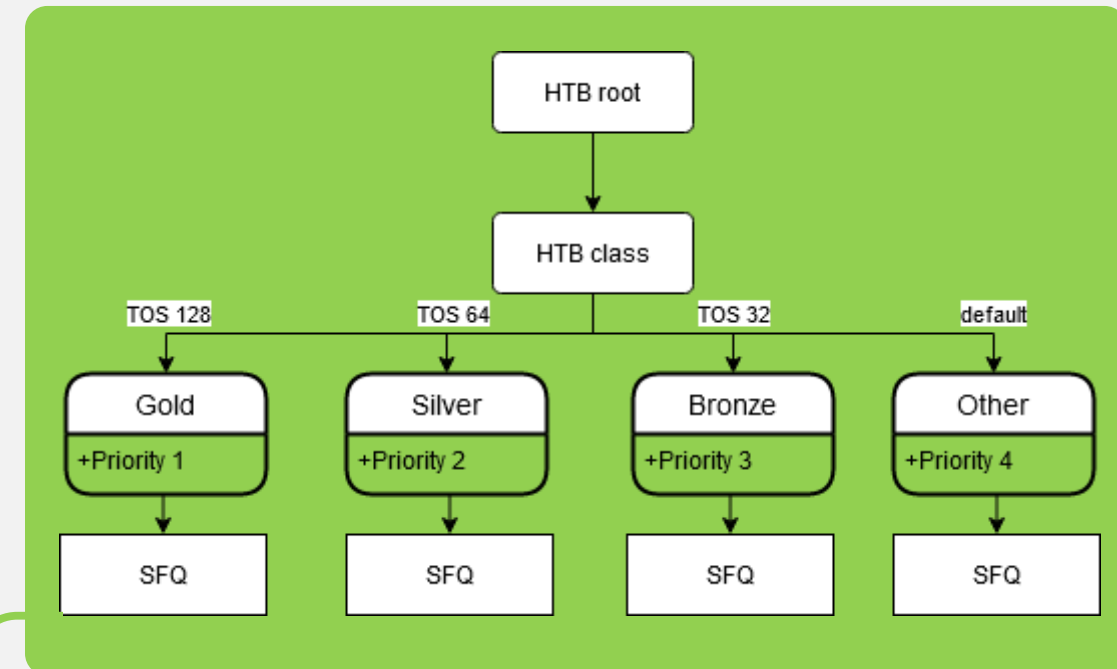 HTB root
HTB class
TOS 128
TOS 64
TOS 32
default
Gold
Silver
Bronze
Other
+Priority 1
+Priority 2
+Priority 3
+Priority 4
SFQ
SFQ
SFQ
SFQ